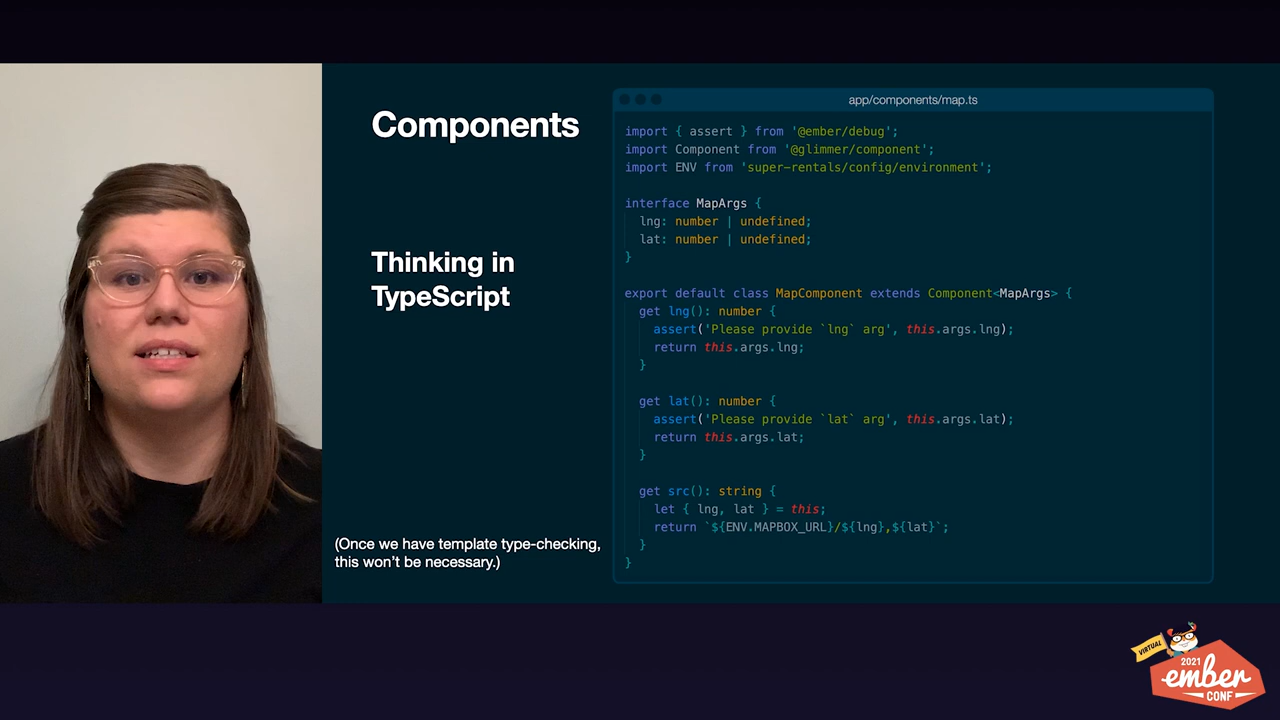 Components
Thinking in
TypeScript
(Once we have template type-checking,
this won't be necessary.)
app/components/map.ts
import { assert } from '@ember/debug';
import Component from '@glimmer/component';
import ENV from 'super-rentals/config/environment';
interface MapArgs {
  lng: number | undefined;
  lat: number | undefined;
}
export default class MapComponent extends Component<MapArgs> {
  get lng(): number {
    assert('Please provide `lng` arg', this.args.lng);
    return this.args.lng;
  }
  get lat(): number {
    assert('Please provide `lat` arg', this.args.lat);
    return this.args.lat;
  }
  get src(): string {
    let { lng, lat } = this;
    return `${ENV.MAPBOX_URL}/${lng},${lat}`;
  }
}
VIRTUAL
2021
ember
CONF